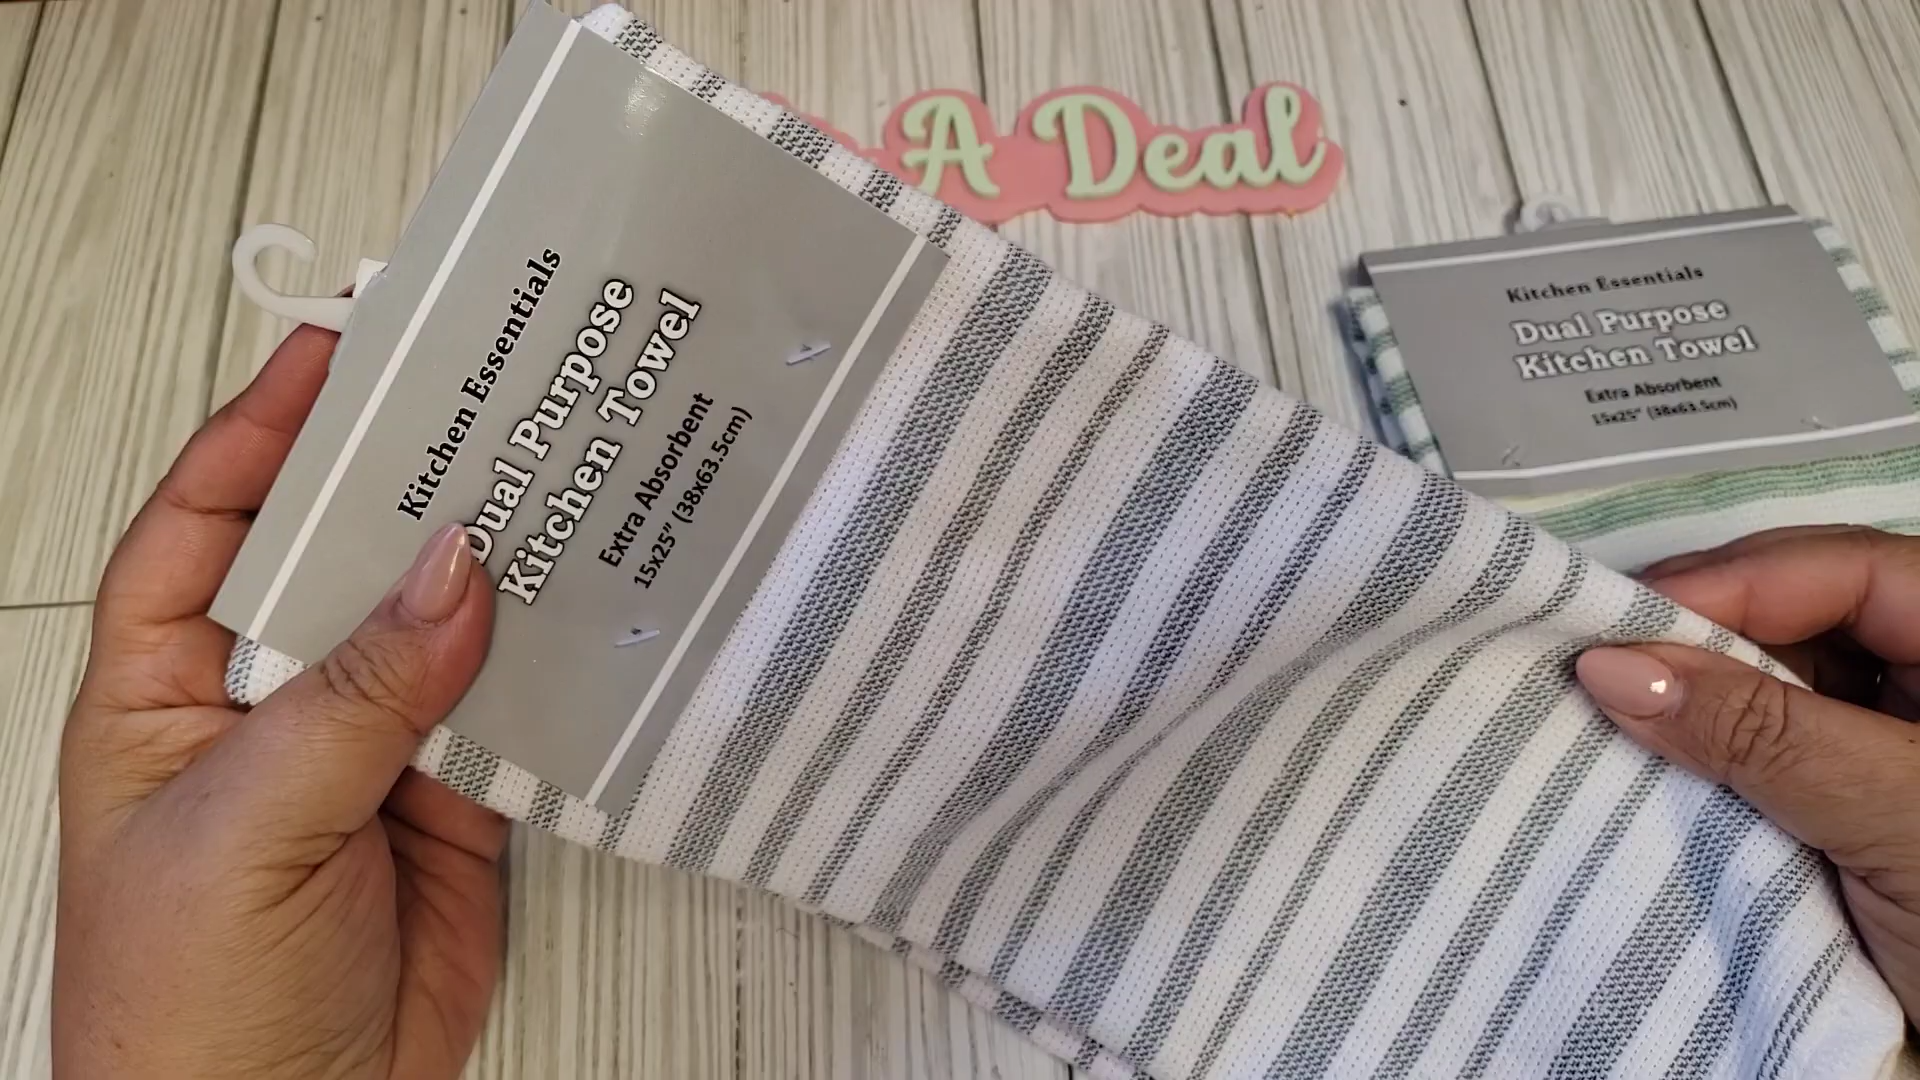 A Deal
Kitchen Essentials
Dual Purpose
Kitchen Towel
Extra Absorbent
15x25" (38x63.5cm)
Kitchen Essentials
Dual Purpose
Kitchen Towel
Extra Absorbent
15x25" (38x63.5cm)